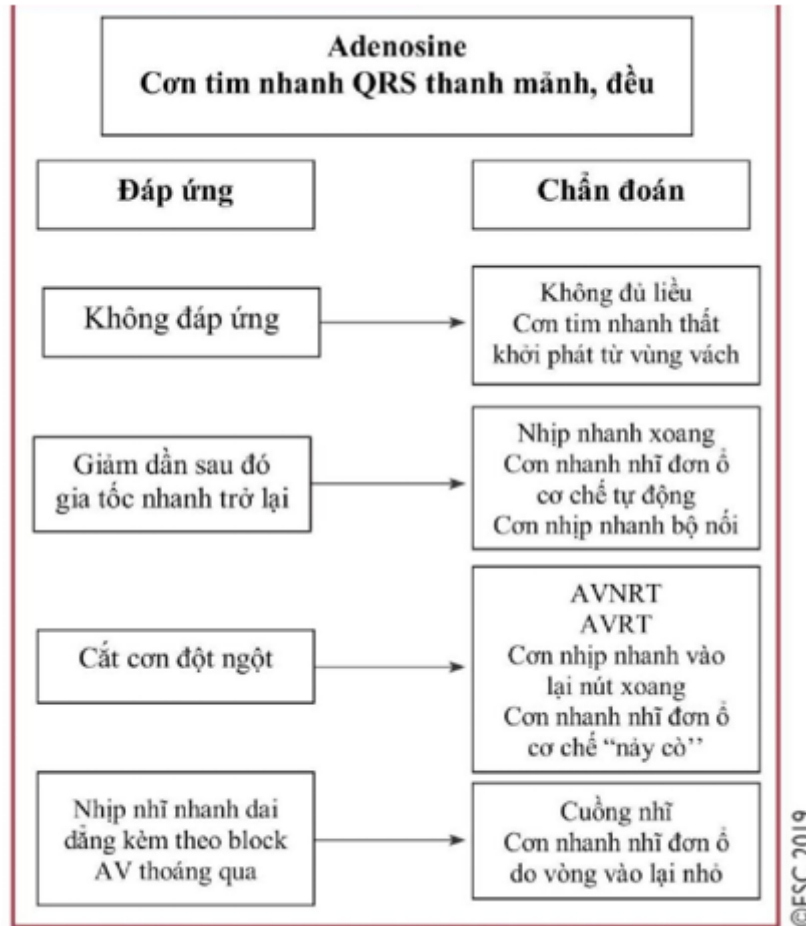 Adenosine
Cơn tim nhanh QRS thanh mảnh, đều
Đáp ứng
Chẩn đoán
Không đáp ứng
Không đủ liều
Cơn tim nhanh thất
khởi phát từ vùng vách
Giảm dần sau đó
gia tốc nhanh trở lại
Nhịp nhanh xoang
Cơn nhanh nhĩ đơn ổ
cơ chế tự động
Cơn nhịp nhanh bộ nối
Cắt cơn đột ngột
AVNRT
AVRT
Cơn nhịp nhanh vào
lại nút xoang
Cơn nhanh nhĩ đơn ổ
cơ chế “nảy cò’’
Nhịp nhĩ nhanh dai
dẳng kèm theo block
AV thoáng qua
Cuồng nhĩ
Cơn nhanh nhĩ đơn ổ
do vòng vào lại nhỏ
©ESC 2019